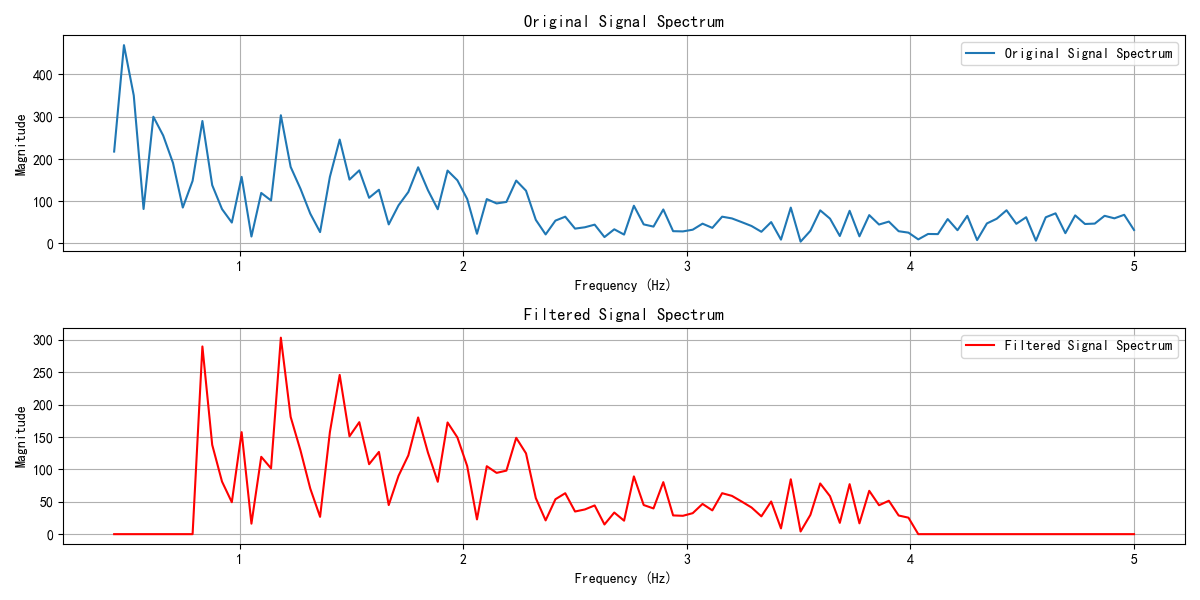 Original Signal Spectrum
Original Signal Spectrum
Magnitude
400
300
200
100
0
1 2 3 4 5
Frequency (Hz)
Filtered Signal Spectrum
Filtered Signal Spectrum
Magnitude
300
250
200
150
100
50
0
1 2 3 4 5
Frequency (Hz)